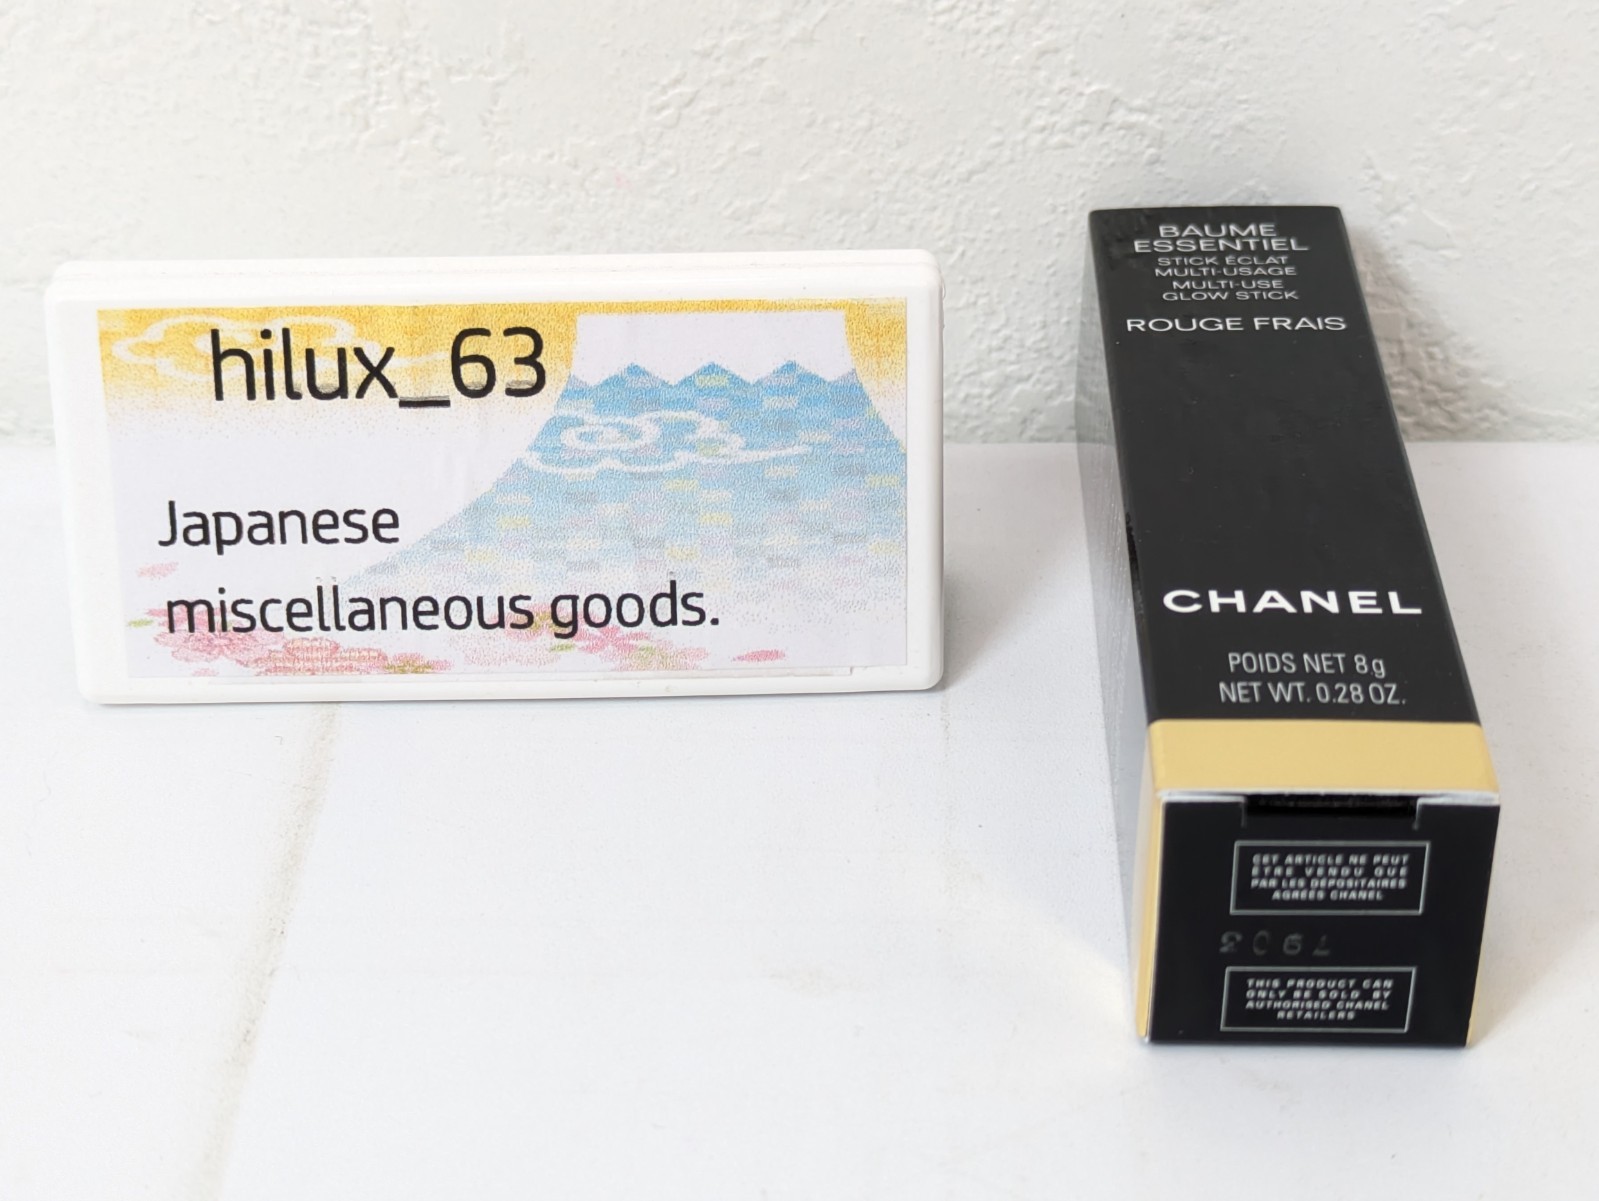 hilux_63
Japanese
miscellaneous goods.
BAUME
ESSENTIEL
STICK ÉCLAT
MULTI-USAGE
MULTI-USE
GLOW STICK
ROUGE FRAIS
CHANEL
POIDS NET 8g
NET WT. 0.28 OZ.
CET ARTICLE NE PEUT
ÊTRE VENDU QUE
PAR LES DÉPOSITAIRES
AGRÉÉS CHANEL
THIS PRODUCT CAN
ONLY BE SOLD BY
AUTHORISED CHANEL
RETAILERS